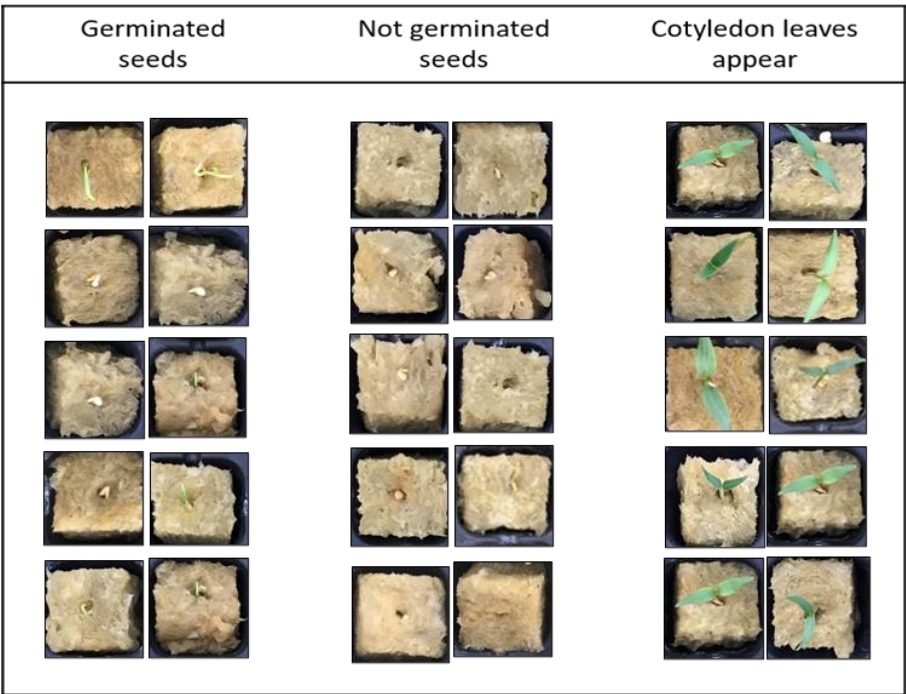 Germinated
seeds
Not germinated
seeds
Cotyledon leaves
appear